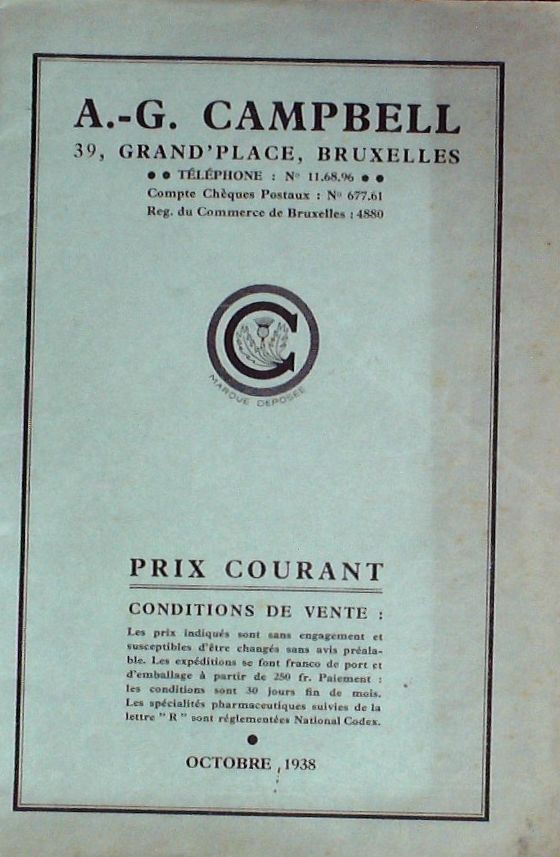 A.-G. CAMPBELL
39, GRAND'PLACE, BRUXELLES
● ● TÉLÉPHONE : Nº 11.68.96 ● ●
Compte Chèques Postaux : Nº 677.61
Reg. du Commerce de Bruxelles : 4880
C
MARQUE DEPOSÉE
PRIX COURANT
CONDITIONS DE VENTE :
Les prix indiqués sont sans engagement et
susceptibles d'être changés sans avis préala-
ble. Les expéditions se font franco de port et
d'emballage à partir de 250 fr. Paiement :
les conditions sont 30 jours fin de mois.
Les spécialités pharmaceutiques suivies de la
lettre " R " sont réglementées National Codex.
●
OCTOBRE 1938